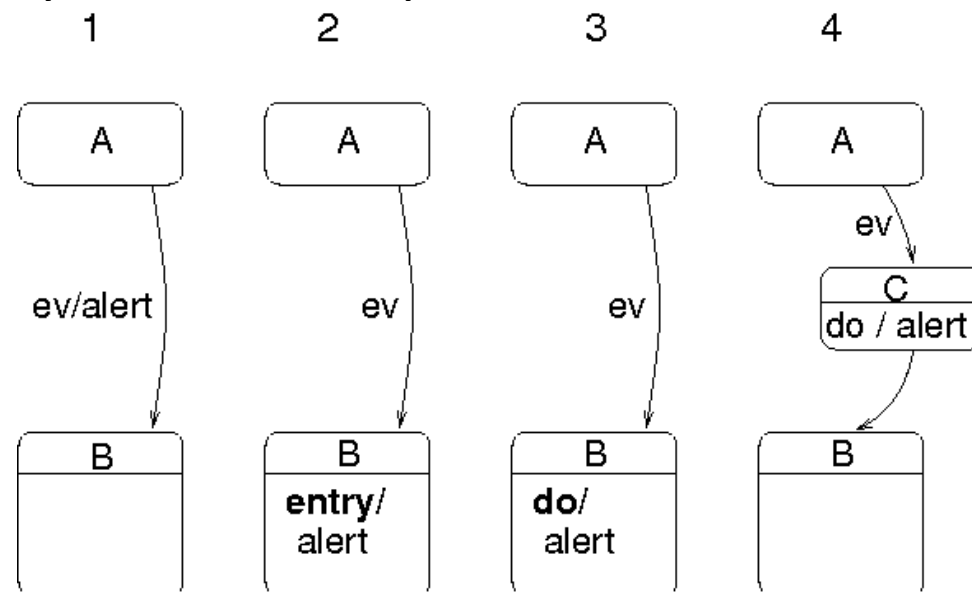 1 2 3 4
A A A A
ev
ev/alert ev ev
C
do / alert
B B B B
entry/ do/
alert alert